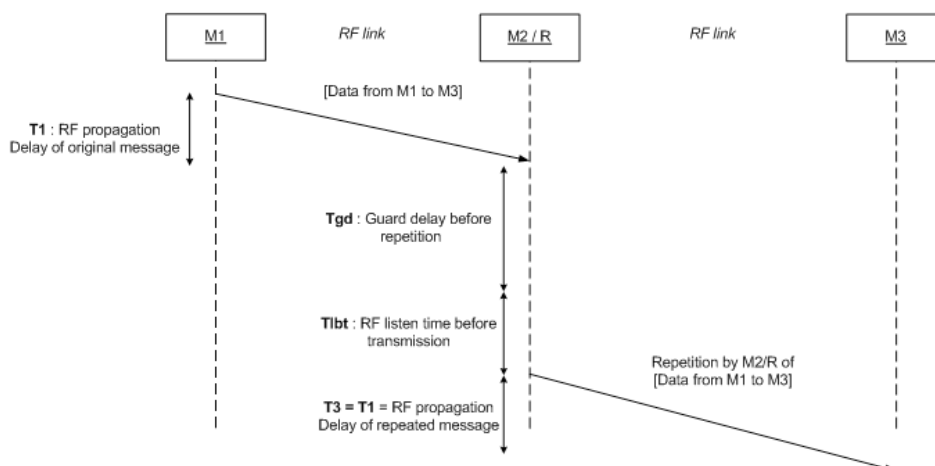 M1
RF link
M2 / R
RF link
M3
[Data from M1 to M3]
T1 : RF propagation
Delay of original message
Tgd : Guard delay before
repetition
Tlbt : RF listen time before
transmission
Repetition by M2/R of
[Data from M1 to M3]
T3 = T1 = RF propagation
Delay of repeated message